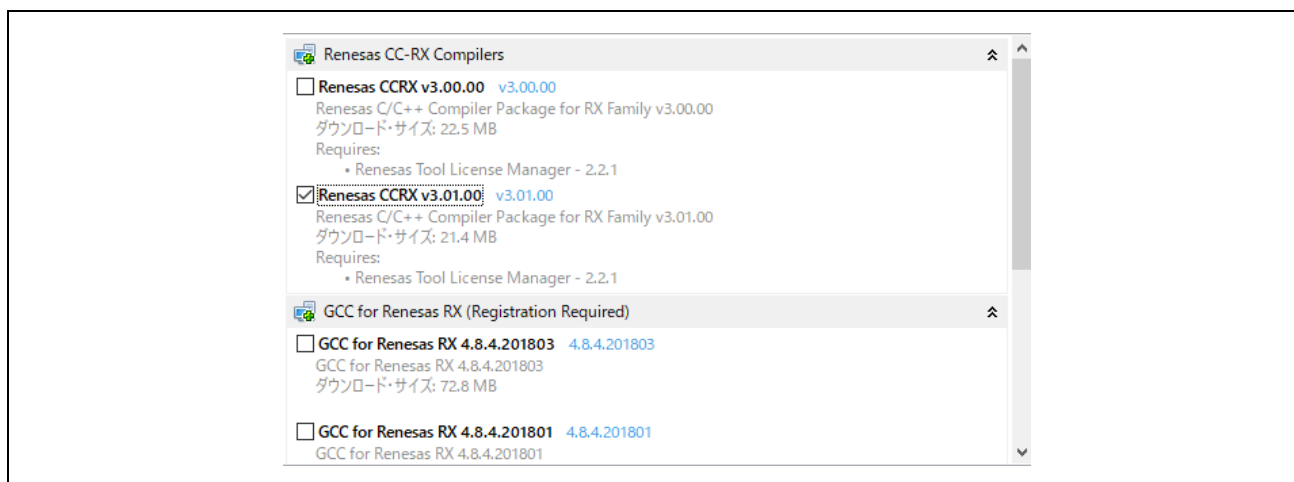 Renesas CC-RX Compilers
Renesas CCRX v3.00.00 v3.00.00
Renesas C/C++ Compiler Package for RX Family v3.00.00
ダウンロード・サイズ: 22.5 MB
Requires:
• Renesas Tool License Manager - 2.2.1
Renesas CCRX v3.01.00 v3.01.00
Renesas C/C++ Compiler Package for RX Family v3.01.00
ダウンロード・サイズ: 21.4 MB
Requires:
• Renesas Tool License Manager - 2.2.1
GCC for Renesas RX (Registration Required)
GCC for Renesas RX 4.8.4.201803 4.8.4.201803
GCC for Renesas RX 4.8.4.201803
ダウンロード・サイズ: 72.8 MB
GCC for Renesas RX 4.8.4.201801 4.8.4.201801
GCC for Renesas RX 4.8.4.201801